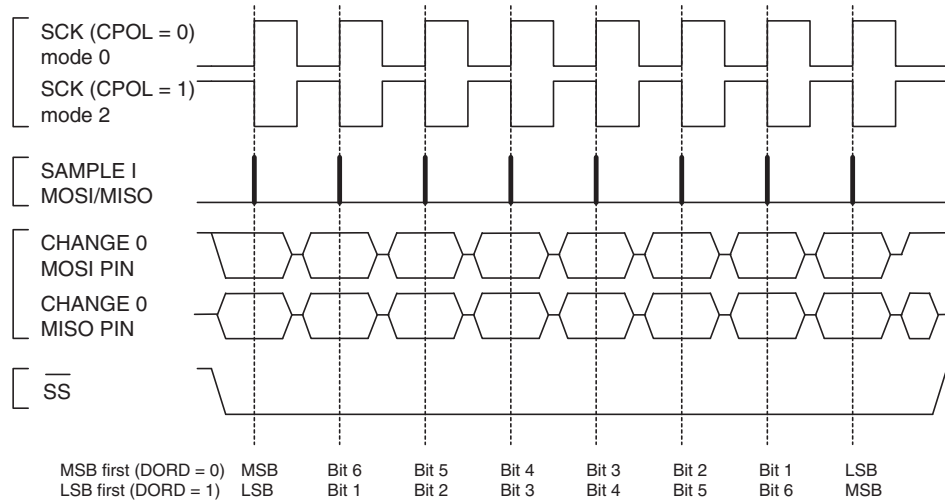 SCK (CPOL = 0)
mode 0
SCK (CPOL = 1)
mode 2
SAMPLE I
MOSI/MISO
CHANGE 0
MOSI PIN
CHANGE 0
MISO PIN
SS
MSB first (DORD = 0) MSB Bit 6 Bit 5 Bit 4 Bit 3 Bit 2 Bit 1 LSB
LSB first (DORD = 1) LSB Bit 1 Bit 2 Bit 3 Bit 4 Bit 5 Bit 6 MSB